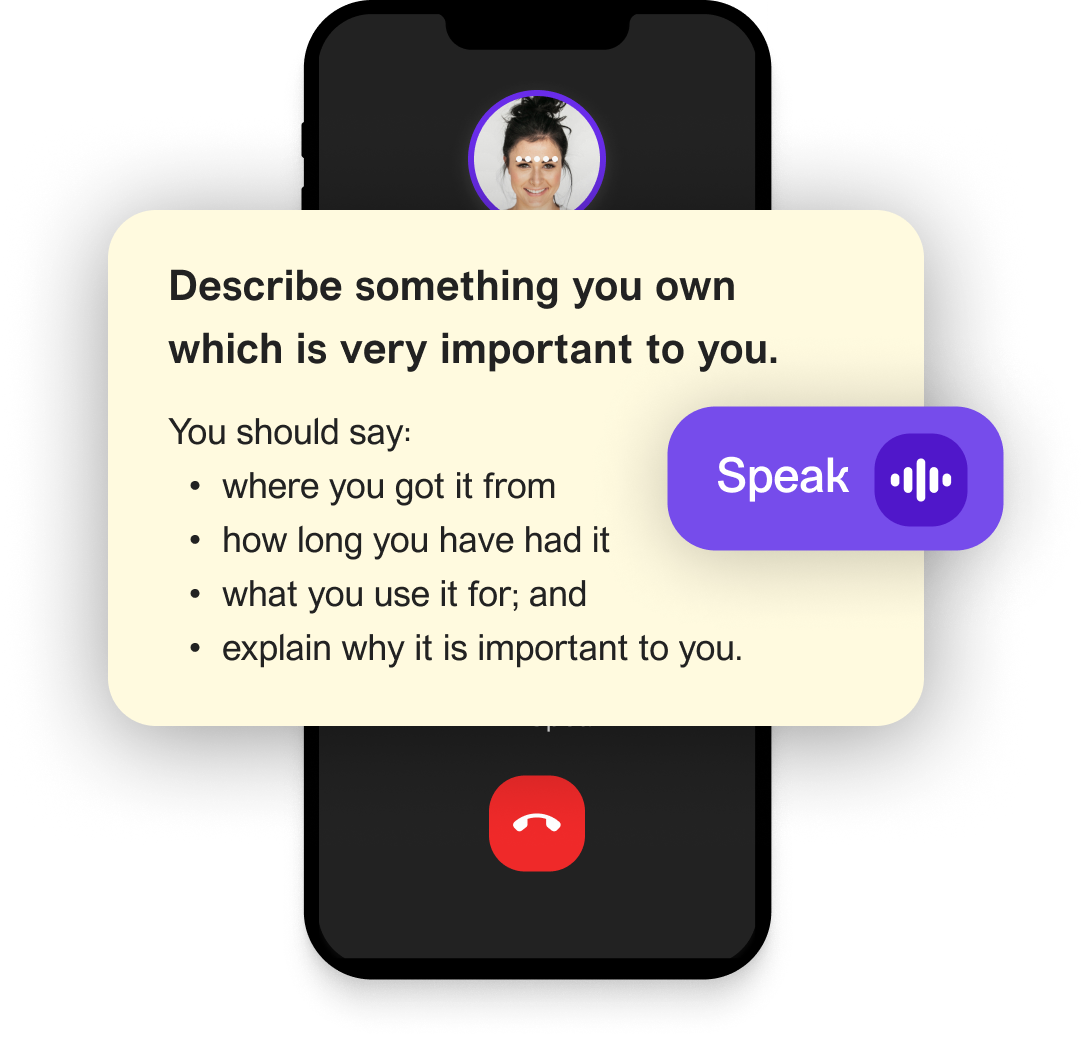 Describe something you own
which is very important to you.
You should say:
• where you got it from
• how long you have had it
Speak
• what you use it for; and
• explain why it is important to you.